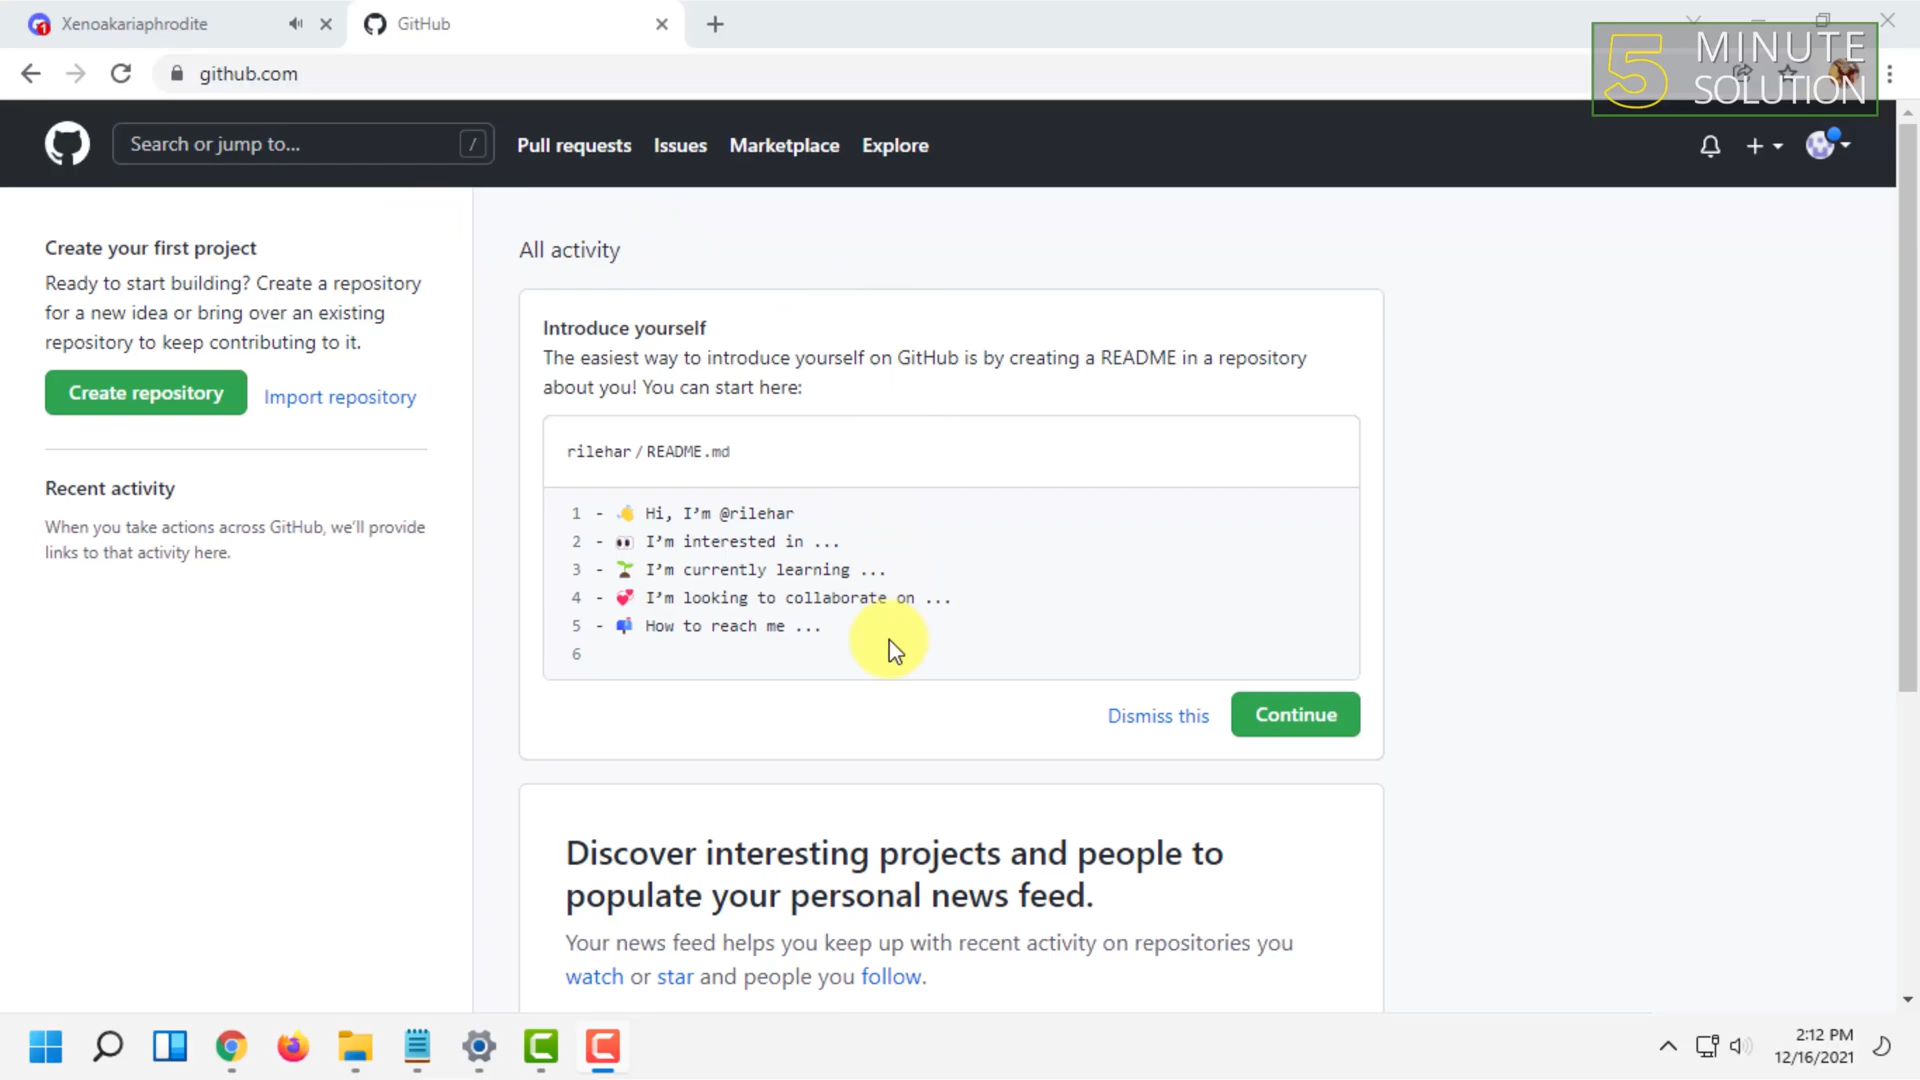 Xenoakariaphrodite
GitHub
github.com
5 MINUTE
SOLUTION
Search or jump to...
/
Pull requests
Issues
Marketplace
Explore
Create your first project
Ready to start building? Create a repository
for a new idea or bring over an existing
repository to keep contributing to it.
Create repository
Import repository
Recent activity
When you take actions across GitHub, we'll provide
links to that activity here.
All activity
Introduce yourself
The easiest way to introduce yourself on GitHub is by creating a README in a repository
about you! You can start here:
rilehar / README.md
1 - 👋 Hi, I'm @rilehar
2 - 👀 I'm interested in ...
3 - 🌱 I'm currently learning ...
4 - 💞️ I'm looking to collaborate on ...
5 - 📫 How to reach me ...
6
Dismiss this
Continue
Discover interesting projects and people to
populate your personal news feed.
Your news feed helps you keep up with recent activity on repositories you
watch or star and people you follow.
2:12 PM
12/16/2021